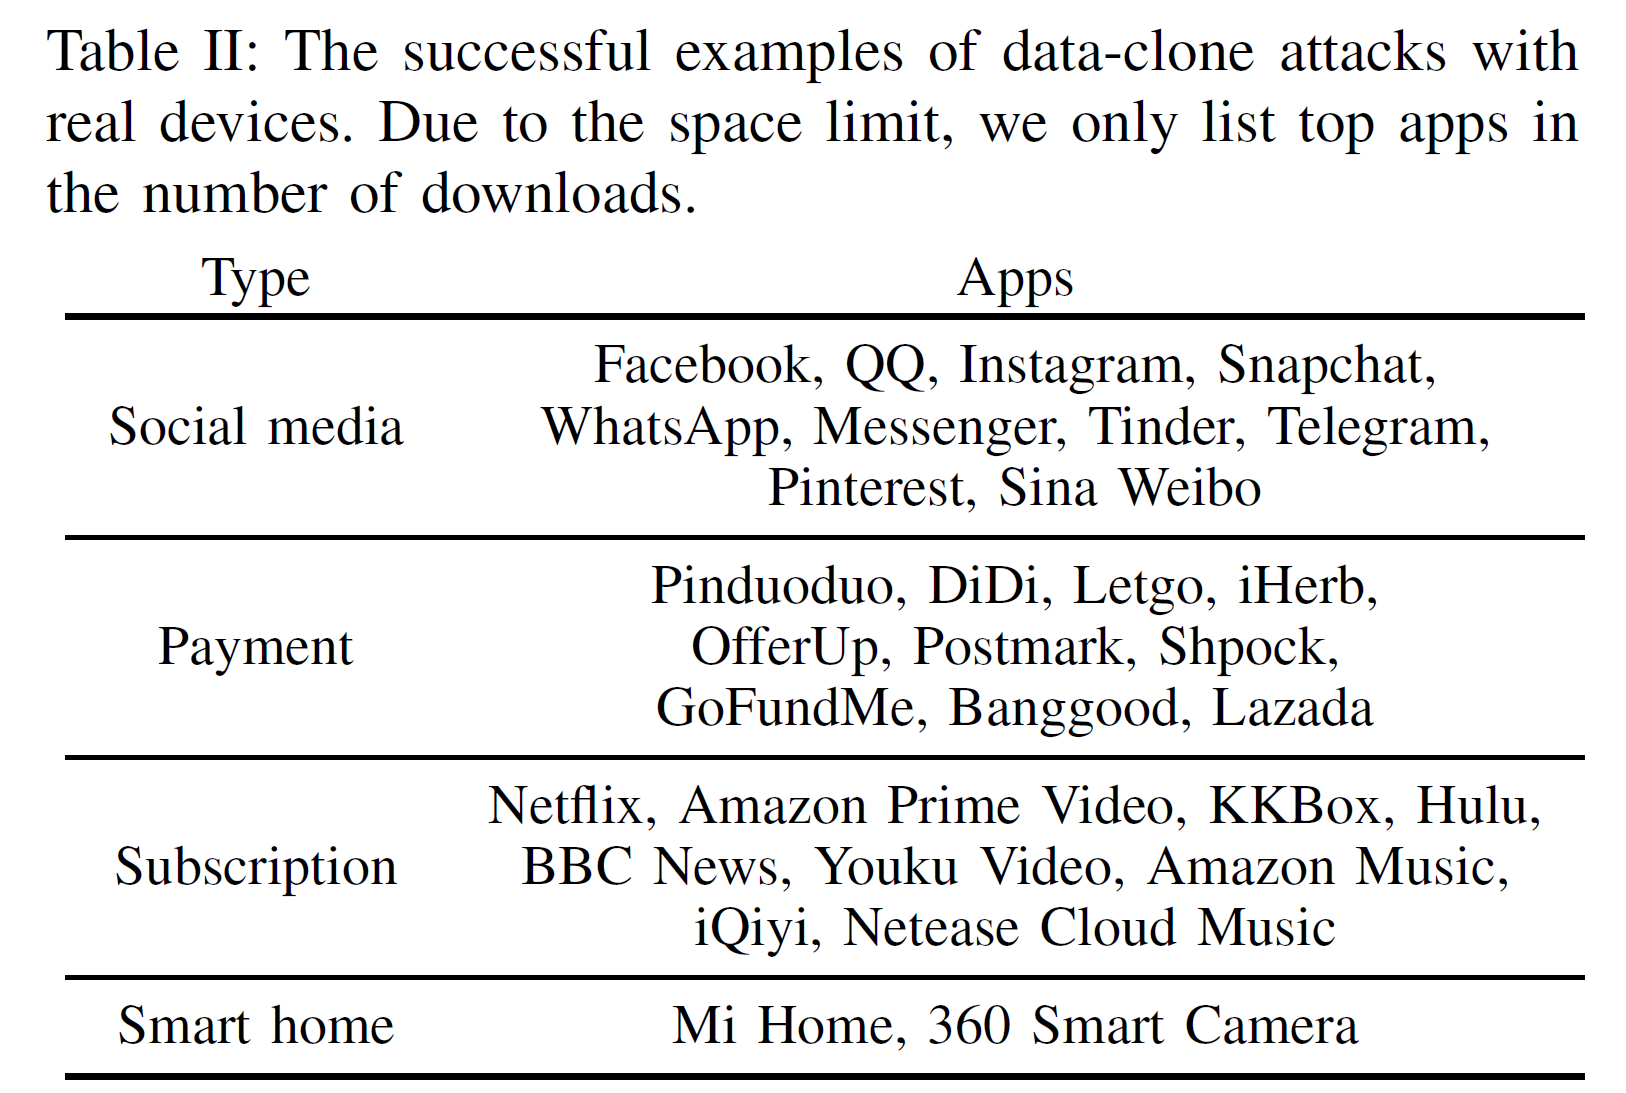 Table II: The successful examples of data-clone attacks with
real devices. Due to the space limit, we only list top apps in
the number of downloads.
Type Apps
Facebook, QQ, Instagram, Snapchat,
Social media WhatsApp, Messenger, Tinder, Telegram,
Pinterest, Sina Weibo
Pinduoduo, DiDi, Letgo, iHerb,
Payment OfferUp, Postmark, Shpock,
GoFundMe, Banggood, Lazada
Netflix, Amazon Prime Video, KKBox, Hulu,
Subscription BBC News, Youku Video, Amazon Music,
iQiyi, Netease Cloud Music
Smart home Mi Home, 360 Smart Camera